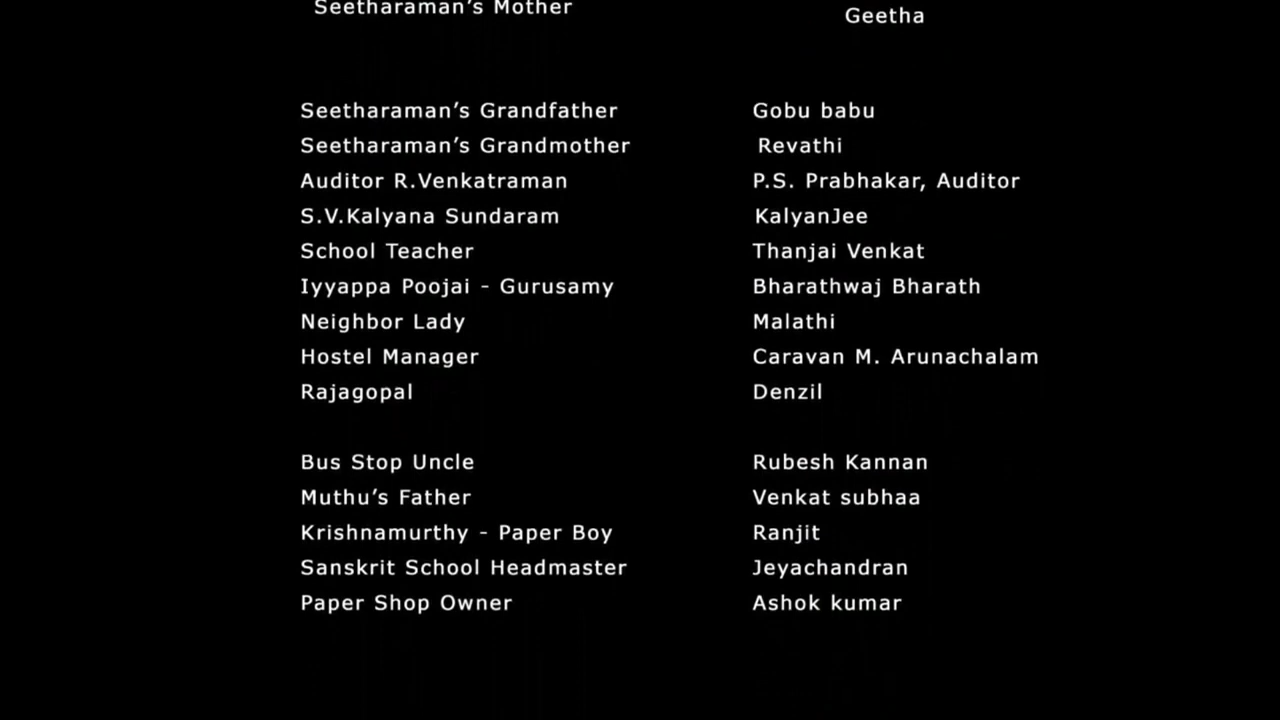 Seetharaman's Mother Geetha
Seetharaman's Grandfather Gobu babu
Seetharaman's Grandmother Revathi
Auditor R.Venkatraman P.S. Prabhakar, Auditor
S.V.Kalyana Sundaram KalyanJee
School Teacher Thanjai Venkat
Iyyappa Poojai - Gurusamy Bharathwaj Bharath
Neighbor Lady Malathi
Hostel Manager Caravan M. Arunachalam
Rajagopal Denzil
Bus Stop Uncle Rubesh Kannan
Muthu's Father Venkat subhaa
Krishnamurthy - Paper Boy Ranjit
Sanskrit School Headmaster Jeyachandran
Paper Shop Owner Ashok kumar